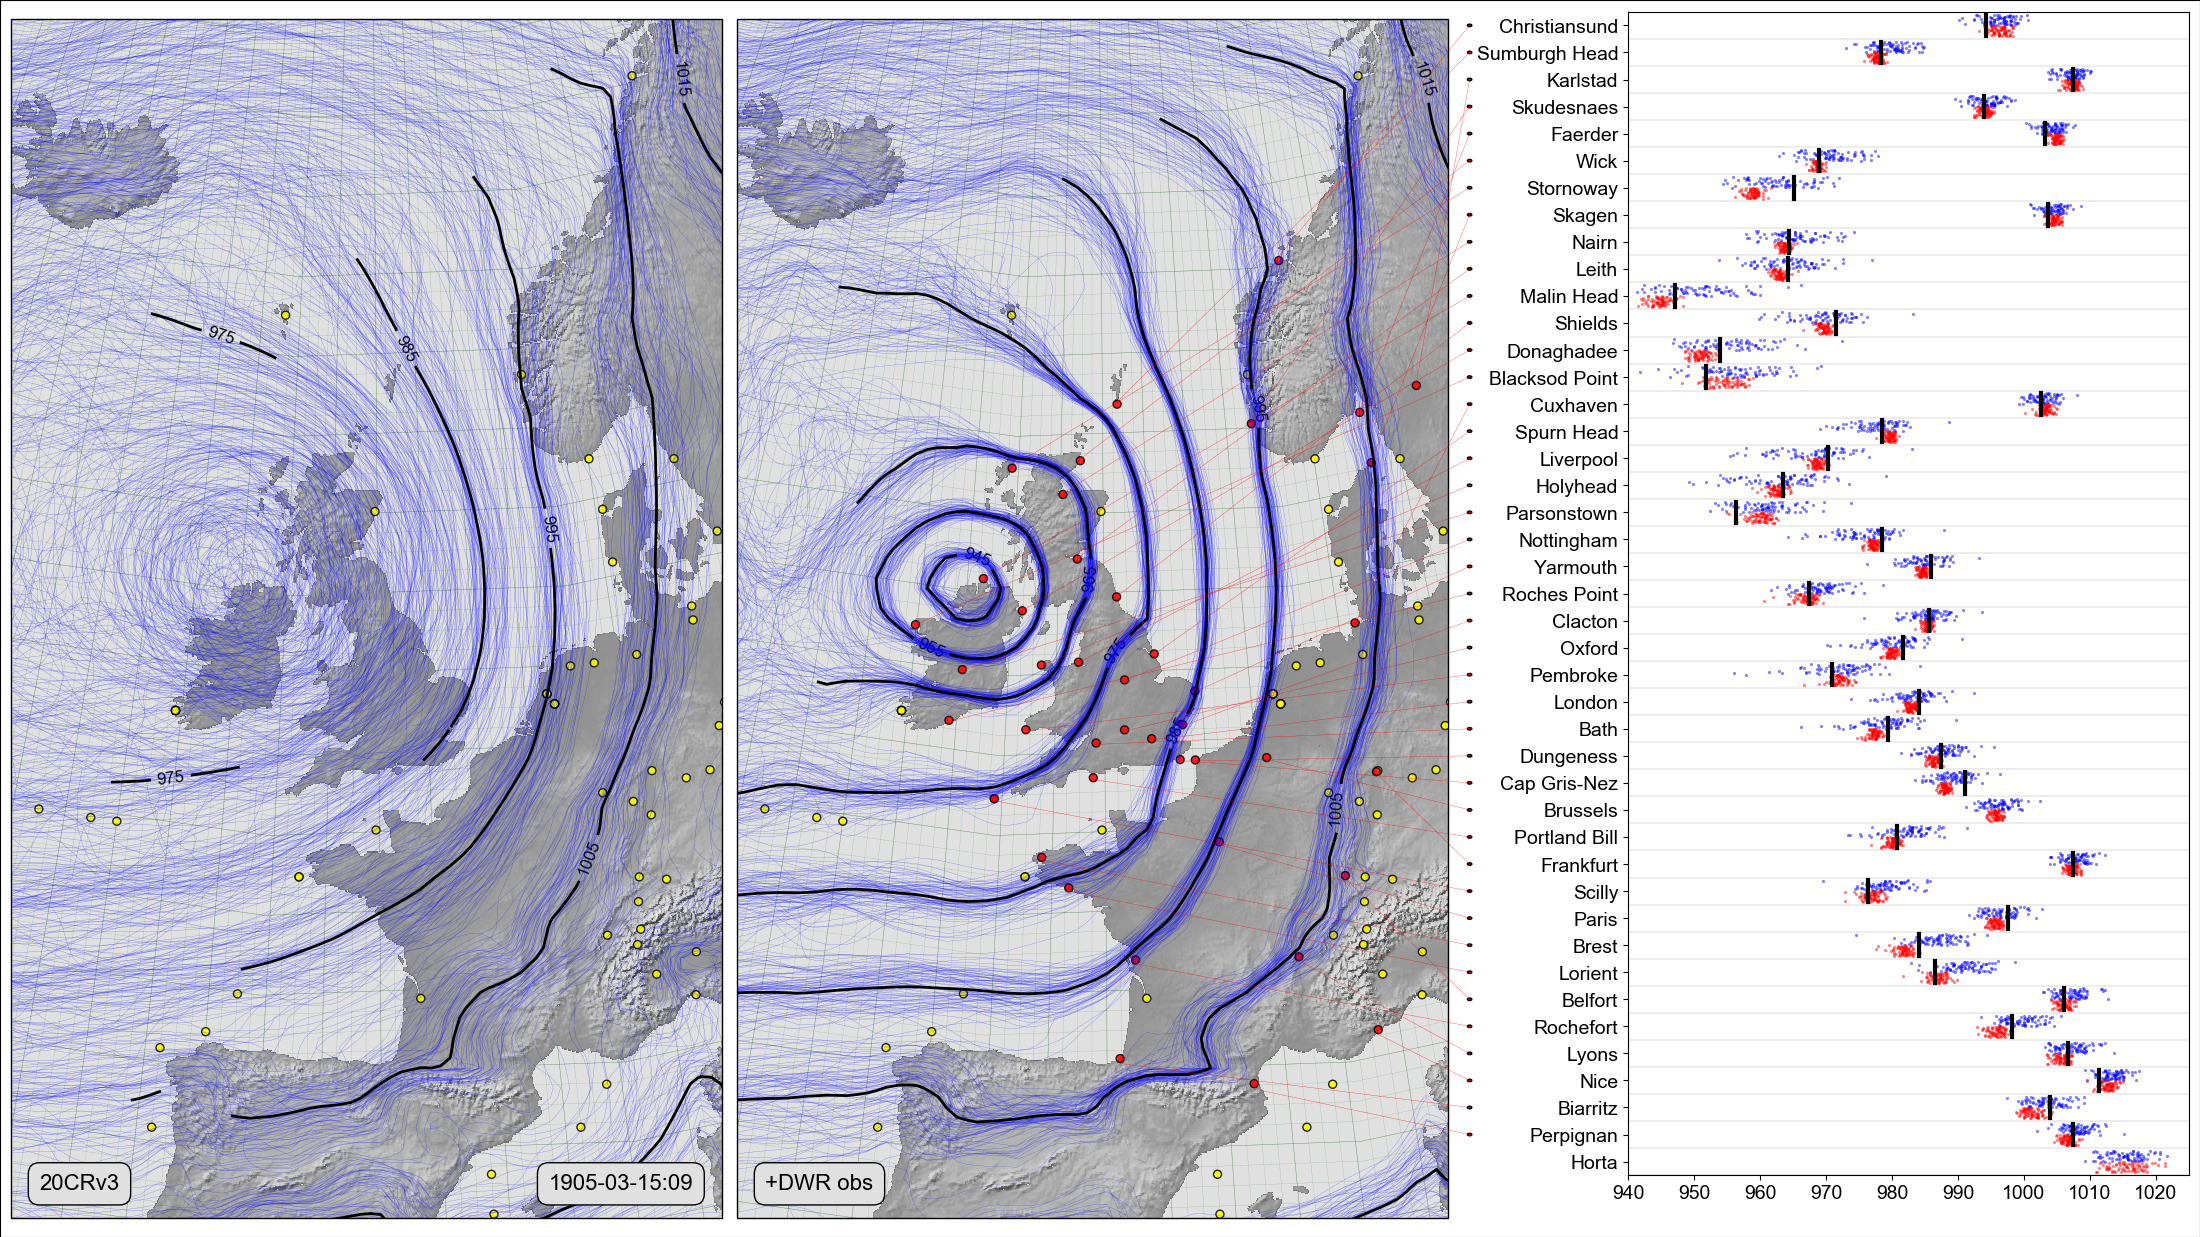 1015
975
985
995
975
1005
20CRv3
1905-03-15:09
1015
995
945
965
955
975
985
1005
+DWR obs
Christiansund
Sumburgh Head
Karlstad
Skudesnaes
Faerder
Wick
Stornoway
Skagen
Nairn
Leith
Malin Head
Shields
Donaghadee
Blacksod Point
Cuxhaven
Spurn Head
Liverpool
Holyhead
Parsonstown
Nottingham
Yarmouth
Roches Point
Clacton
Oxford
Pembroke
London
Bath
Dungeness
Cap Gris-Nez
Brussels
Portland Bill
Frankfurt
Scilly
Paris
Brest
Lorient
Belfort
Rochefort
Lyons
Nice
Biarritz
Perpignan
Horta
940 950 960 970 980 990 1000 1010 1020